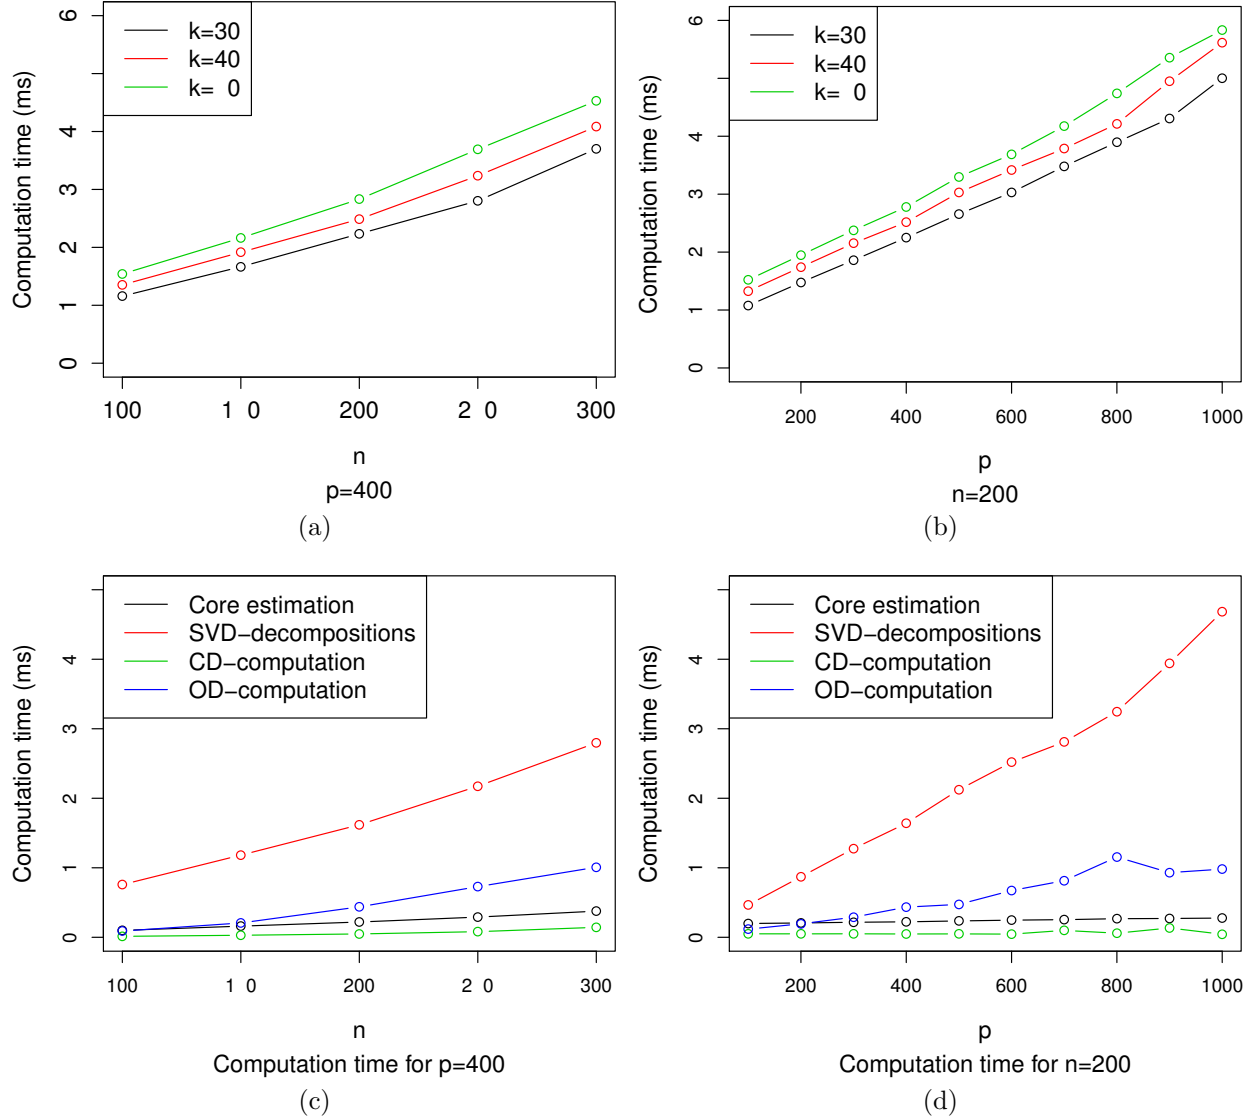 k=30
k=40
k= 0
Computation time (ms)
0 1 2 3 4 6
100 1 0 200 2 0 300
n
p=400
(a)
k=30
k=40
k= 0
Computation time (ms)
0 1 2 3 4 6
200 400 600 800 1000
p
n=200
(b)
Core estimation
SVD−decompositions
CD−computation
OD−computation
Computation time (ms)
0 1 2 3 4
100 1 0 200 2 0 300
n
Computation time for p=400
(c)
Core estimation
SVD−decompositions
CD−computation
OD−computation
Computation time (ms)
0 1 2 3 4
200 400 600 800 1000
p
Computation time for n=200
(d)